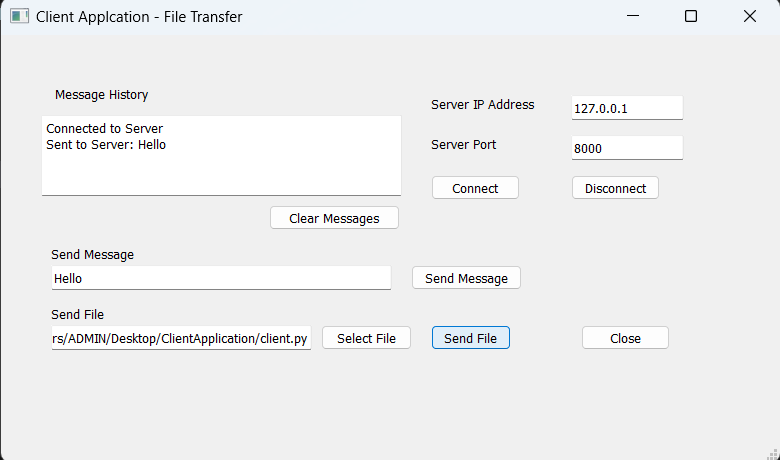 Client Applcation - File Transfer
Message History
Connected to Server
Sent to Server: Hello
Clear Messages
Server IP Address
127.0.0.1
Server Port
8000
Connect
Disconnect
Send Message
Hello
Send Message
Send File
rs/ADMIN/Desktop/ClientApplication/client.py
Select File
Send File
Close